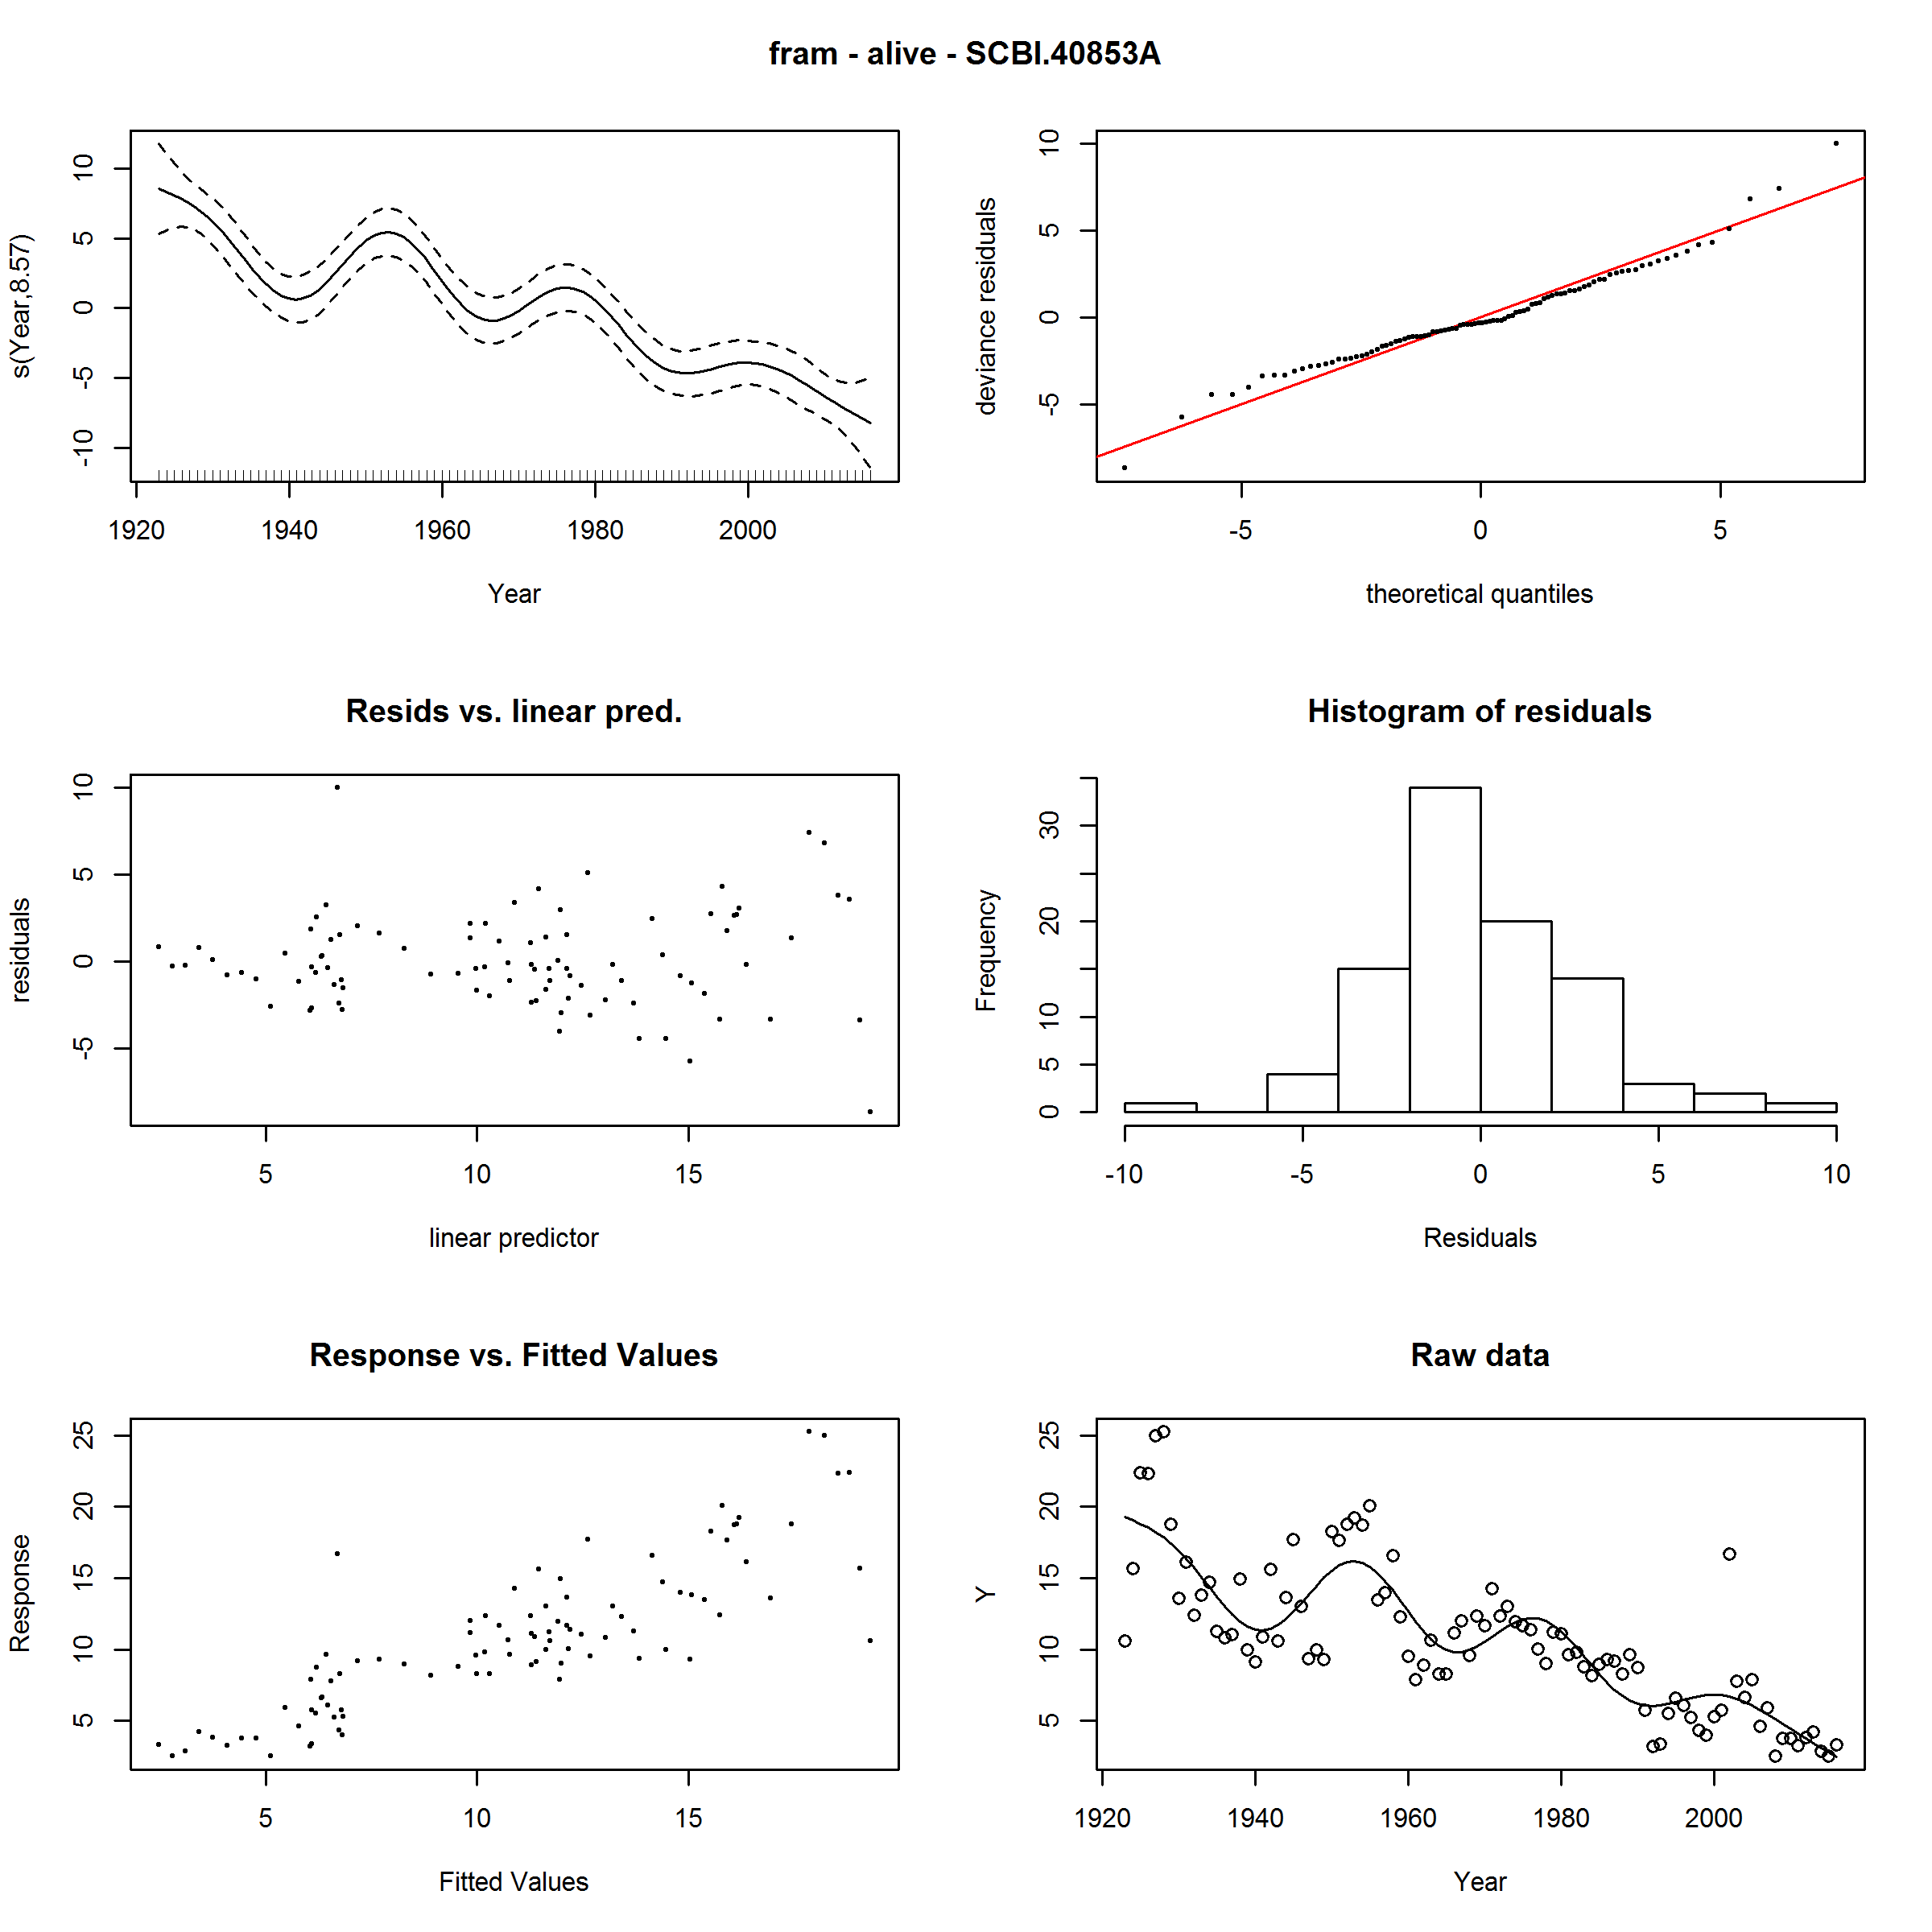 fram - alive - SCBI.40853A
s(Year,8.57)
10
5
0
-5
-10
1920 1940 1960 1980 2000
Year
deviance residuals
10
5
0
-5
-5 0 5
theoretical quantiles
Resids vs. linear pred.
residuals
10
5
0
-5
5 10 15
linear predictor
Histogram of residuals
Frequency
30
20
10
5
0
-10 -5 0 5 10
Residuals
Response vs. Fitted Values
Response
25
20
15
10
5
5 10 15
Fitted Values
Raw data
Y
25
20
15
10
5
1920 1940 1960 1980 2000
Year